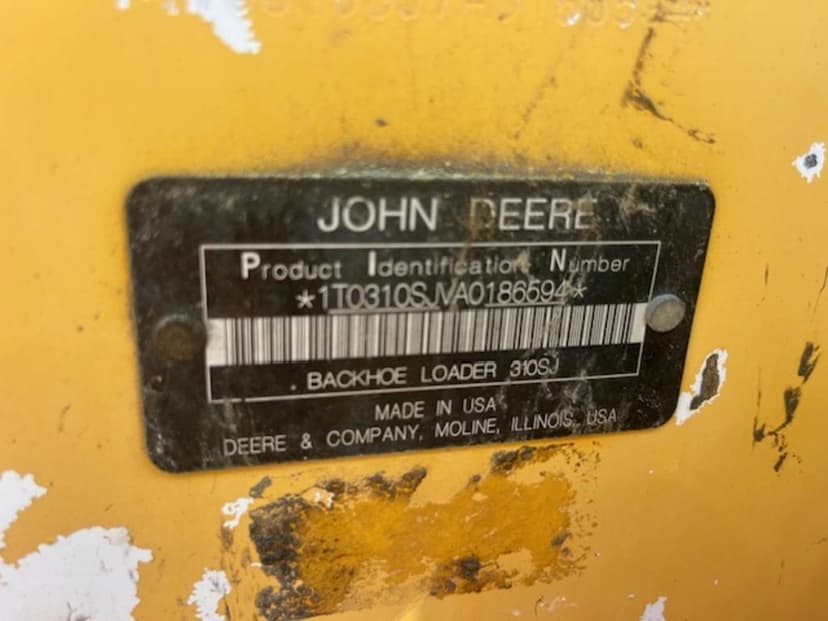 JOHN DEERE
Product Identification Number
*1T0310SJVA0186594*
BACKHOE LOADER 310SJ
MADE IN USA
DEERE & COMPANY, MOLINE, ILLINOIS, USA